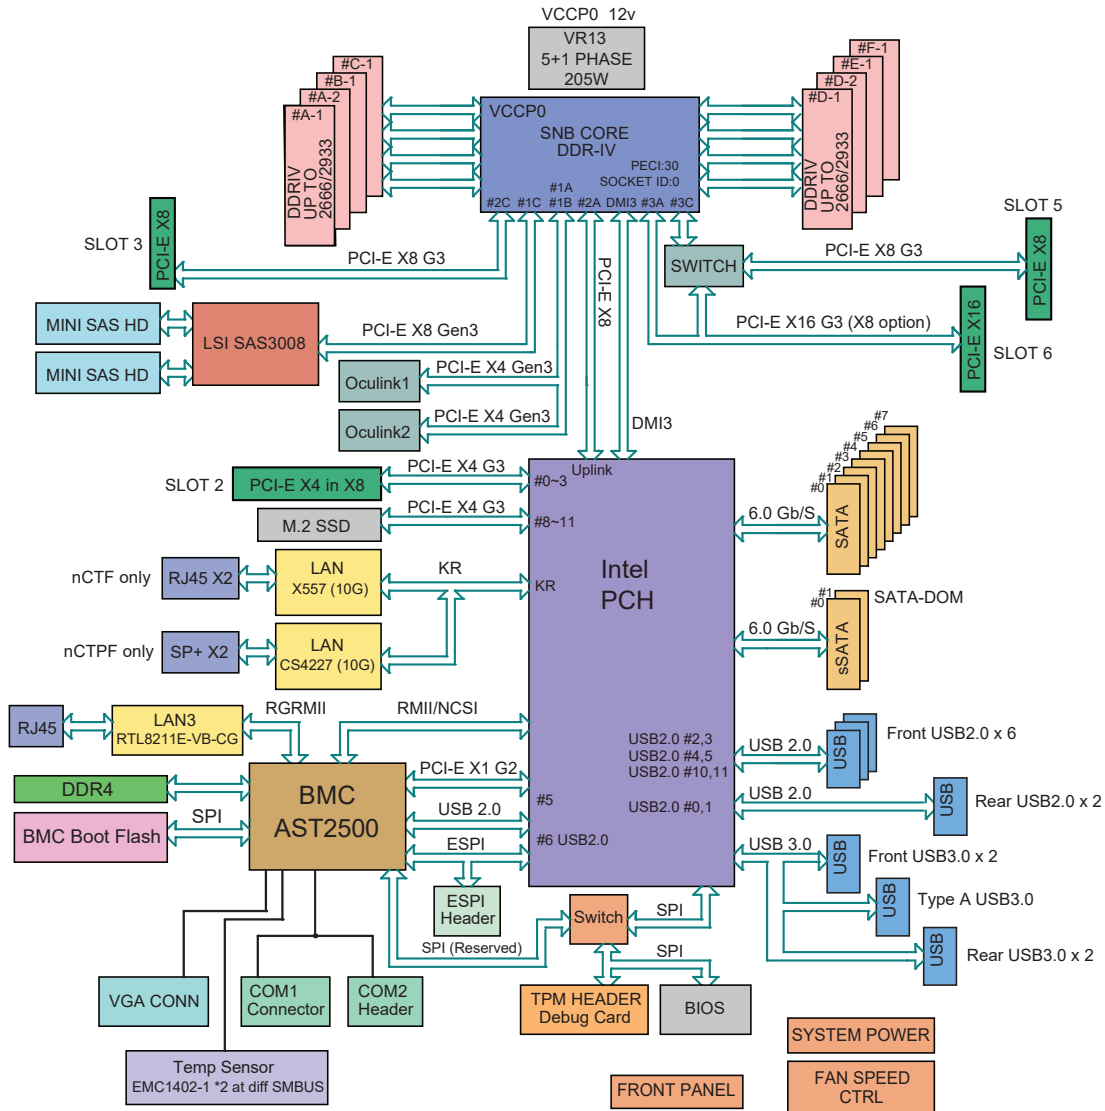 VCCP0 12v
VR13
5+1 PHASE
205W
#C-1
#B-1
#A-2
#A-1
DDRIV
UP TO
2666/2933
VCCP0
SNB CORE
DDR-IV
PECI:30
SOCKET ID:0
#1A
#2C #1C #1B #2A DMI3 #3A #3C
#F-1
#E-1
#D-2
#D-1
DDRIV
UP TO
2666/2933
SLOT 3
PCI-E X8
PCI-E X8 G3
SWITCH
PCI-E X8 G3
SLOT 5
PCI-E X8
PCI-E X16 G3 (X8 option)
PCI-E X16
SLOT 6
MINI SAS HD
MINI SAS HD
LSI SAS3008
PCI-E X8 Gen3
Oculink1
PCI-E X4 Gen3
Oculink2
PCI-E X4 Gen3
PCI-E X8
DMI3
Uplink
SLOT 2
PCI-E X4 in X8
PCI-E X4 G3
#0~3
M.2 SSD
PCI-E X4 G3
#8~11
Intel
PCH
6.0 Gb/S
#7
#6
#5
#4
#3
#2
#1
#0
SATA
nCTF only
RJ45 X2
LAN
X557 (10G)
KR
KR
nCTPF only
SP+ X2
LAN
CS4227 (10G)
6.0 Gb/S
#1
#0
sSATA
SATA-DOM
RJ45
LAN3
RTL8211E-VB-CG
RGRMII
RMII/NCSI
USB2.0 #2,3
USB2.0 #4,5
USB2.0 #10,11
USB 2.0
USB
Front USB2.0 x 6
DDR4
BMC
AST2500
PCI-E X1 G2
#5
USB2.0 #0,1
USB 2.0
USB
Rear USB2.0 x 2
BMC Boot Flash
SPI
USB 2.0
#6 USB2.0
ESPI
USB 3.0
USB
Front USB3.0 x 2
ESPI
Header
Switch
SPI
USB
Type A USB3.0
SPI (Reserved)
SPI
USB
Rear USB3.0 x 2
VGA CONN
COM1
Connector
COM2
Header
TPM HEADER
Debug Card
BIOS
SYSTEM POWER
Temp Sensor
EMC1402-1 *2 at diff SMBUS
FRONT PANEL
FAN SPEED
CTRL